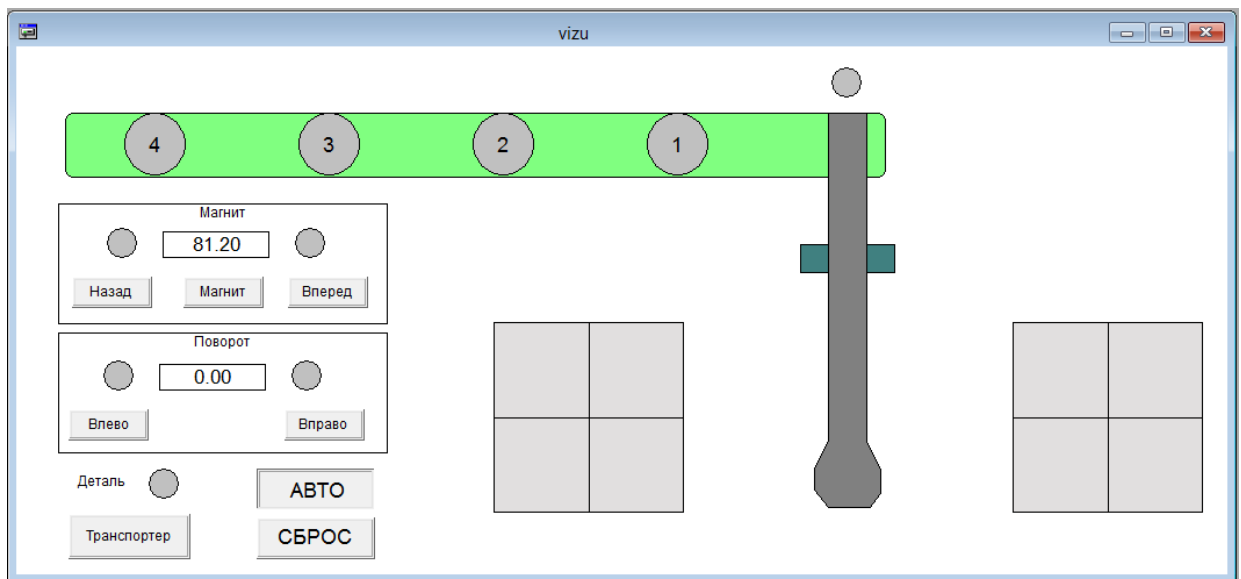 vizu
4 3 2 1
Магнит
81.20
Назад Магнит Вперед
Поворот
0.00
Влево Вправо
Деталь
АВТО
Транспортер
СБРОС